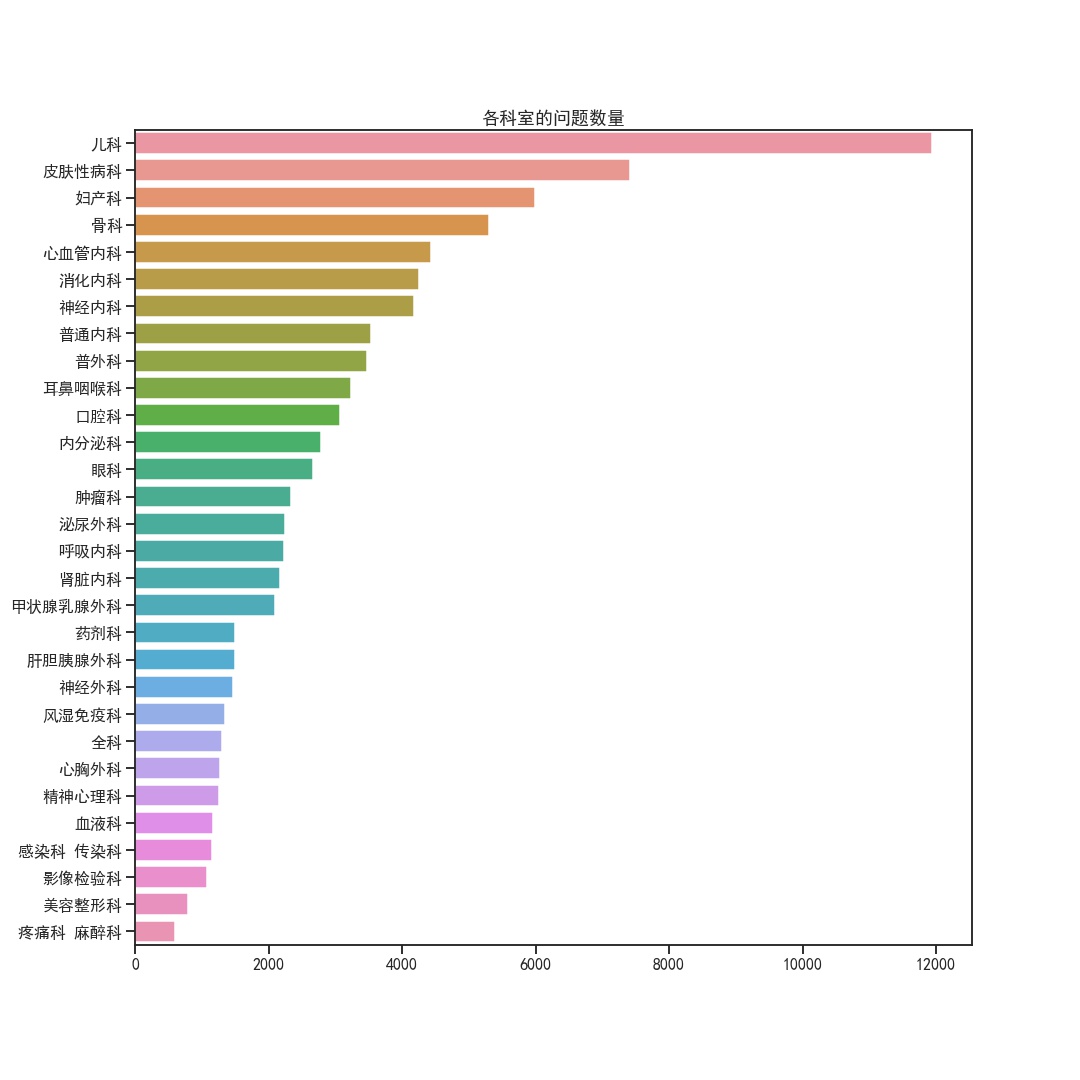 各科室的问题数量
儿科
皮肤性病科
妇产科
骨科
心血管内科
消化内科
神经内科
普通内科
普外科
耳鼻咽喉科
口腔科
内分泌科
眼科
肿瘤科
泌尿外科
呼吸内科
肾脏内科
甲状腺乳腺外科
药剂科
肝胆胰腺外科
神经外科
风湿免疫科
全科
心胸外科
精神心理科
血液科
感染科 传染科
影像检验科
美容整形科
疼痛科 麻醉科
0 2000 4000 6000 8000 10000 12000